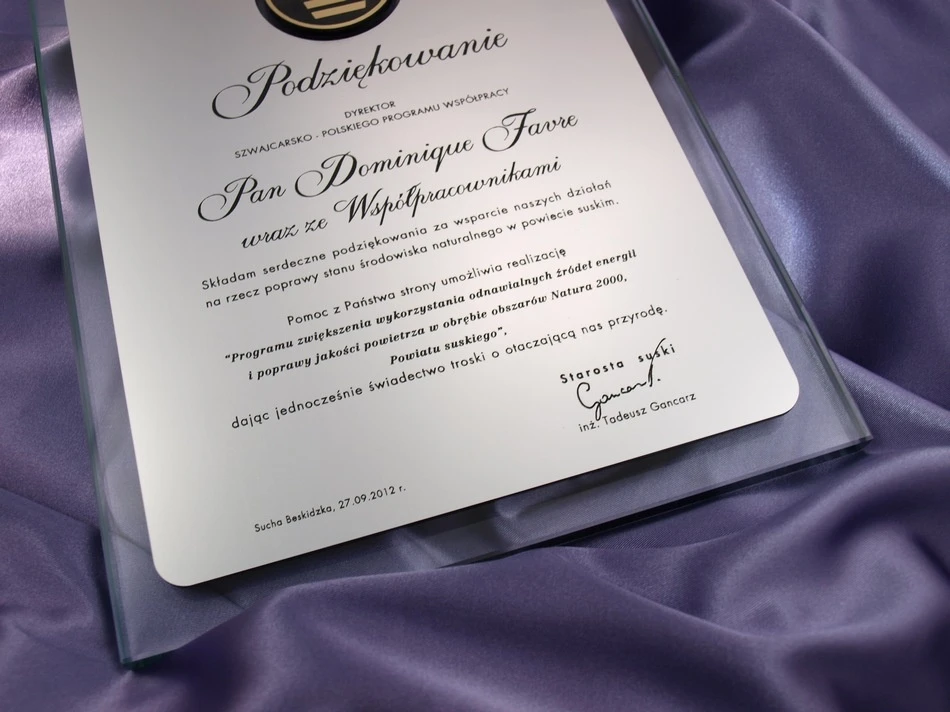 Podziękowanie
DYREKTOR
SZWAJCARSKO - POLSKIEGO PROGRAMU WSPÓŁPRACY
Pan Dominique Favre
wraz ze Współpracownikami
Składam serdeczne podziękowania za wsparcie naszych działań
na rzecz poprawy stanu środowiska naturalnego w powiecie suskim.
Pomoc z Państwa strony umożliwia realizację
"Programu zwiększenia wykorzystania odnawialnych źródeł energii
i poprawy jakości powietrza w obrębie obszarów Natura 2000,
Powiatu suskiego",
dając jednocześnie świadectwo troski o otaczającą nas przyrodę.
Starosta suski
Gancarz T.
inż. Tadeusz Gancarz
Sucha Beskidzka, 27.09.2012 r.